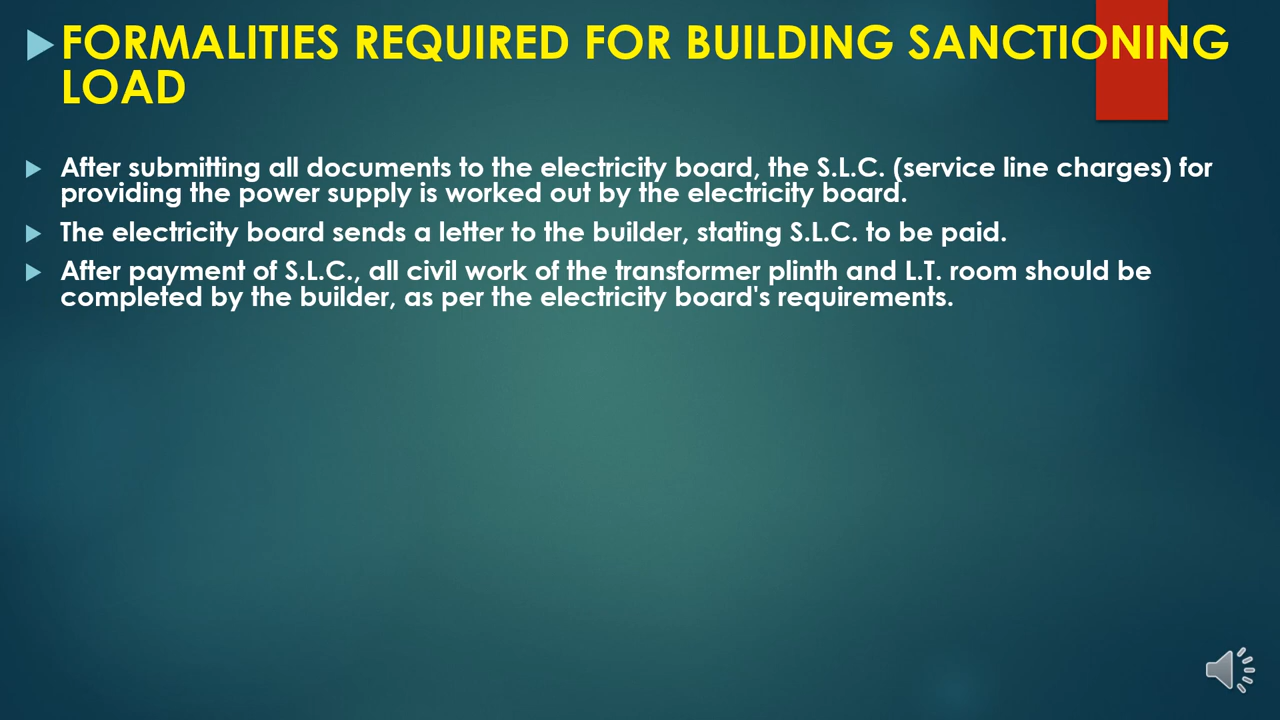 FORMALITIES REQUIRED FOR BUILDING SANCTIONING
LOAD
After submitting all documents to the electricity board, the S.L.C. (service line charges) for
providing the power supply is worked out by the electricity board.
The electricity board sends a letter to the builder, stating S.L.C. to be paid.
After payment of S.L.C., all civil work of the transformer plinth and L.T. room should be
completed by the builder, as per the electricity board's requirements.